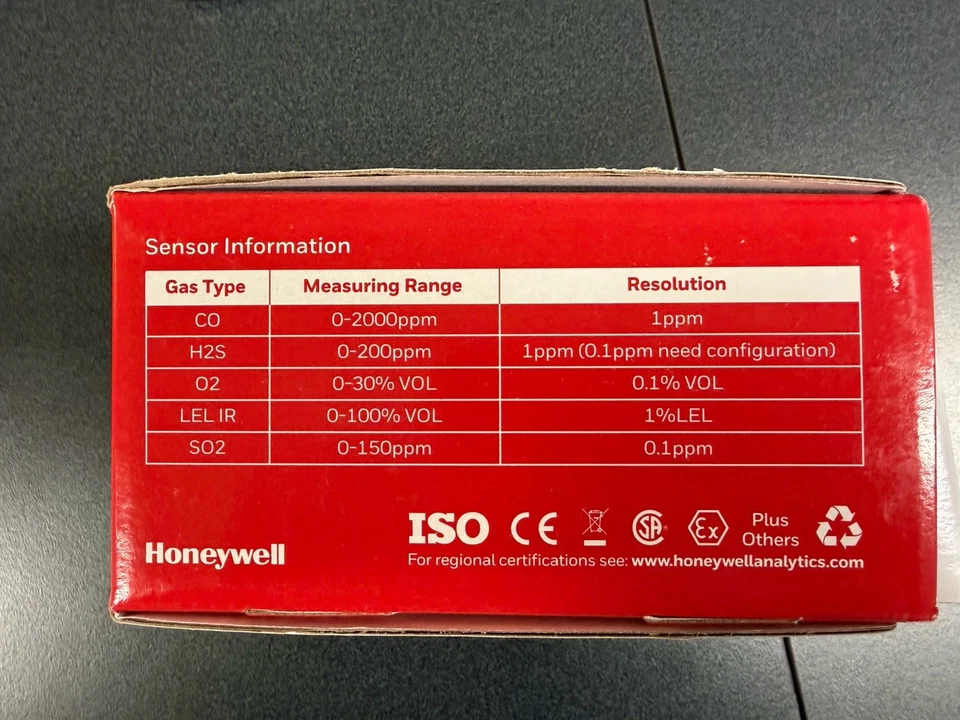 Sensor Information
Gas Type Measuring Range Resolution
CO 0-2000ppm 1ppm
H2S 0-200ppm 1ppm (0.1ppm need configuration)
O2 0-30% VOL 0.1% VOL
LEL IR 0-100% VOL 1%LEL
SO2 0-150ppm 0.1ppm
ISO CE SA Ex Plus
Others
Honeywell
For regional certifications see: www.honeywellanalytics.com